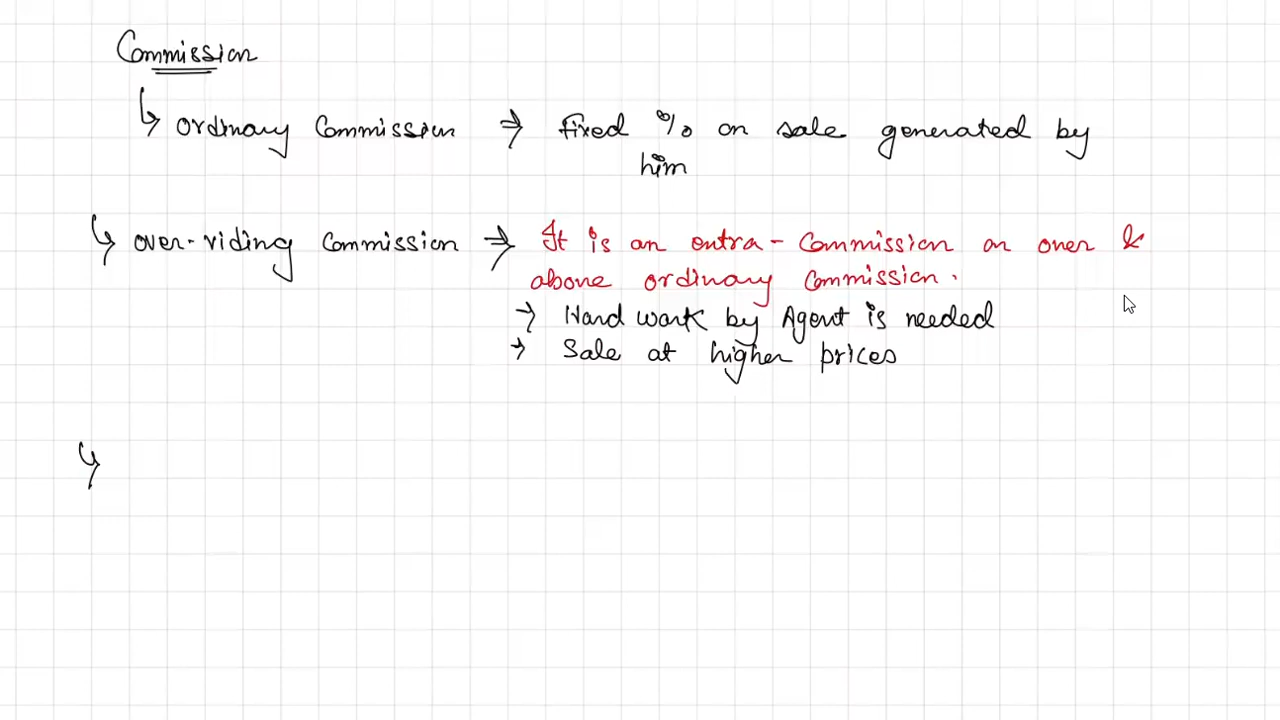 Commission
↳ ordinary Commission ⇒ fixed % on sale generated by
him
↳ over-riding Commission ⇒ It is an extra - Commission on over &
above ordinary Commission.
→ Hard work by Agent is needed
→ Sale at higher prices
↳